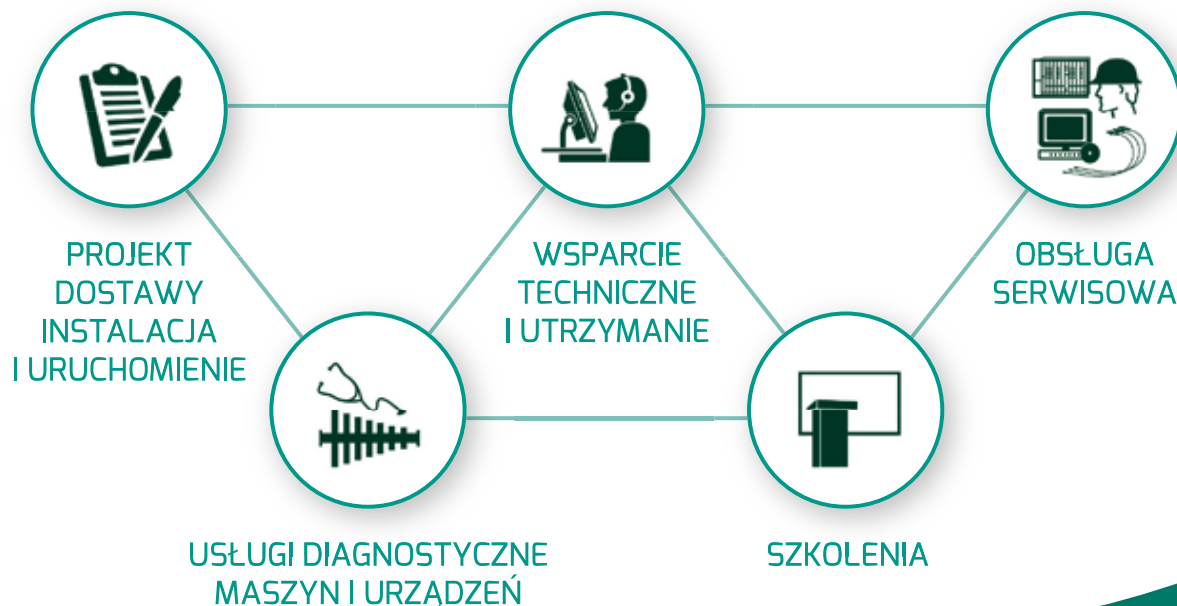 PROJEKT
DOSTAWY
INSTALACJA
I URUCHOMIENIE
WSPARCIE
TECHNICZNE
I UTRZYMANIE
OBSŁUGA
SERWISOWA
USŁUGI DIAGNOSTYCZNE
MASZYN I URZĄDZEŃ
SZKOLENIA